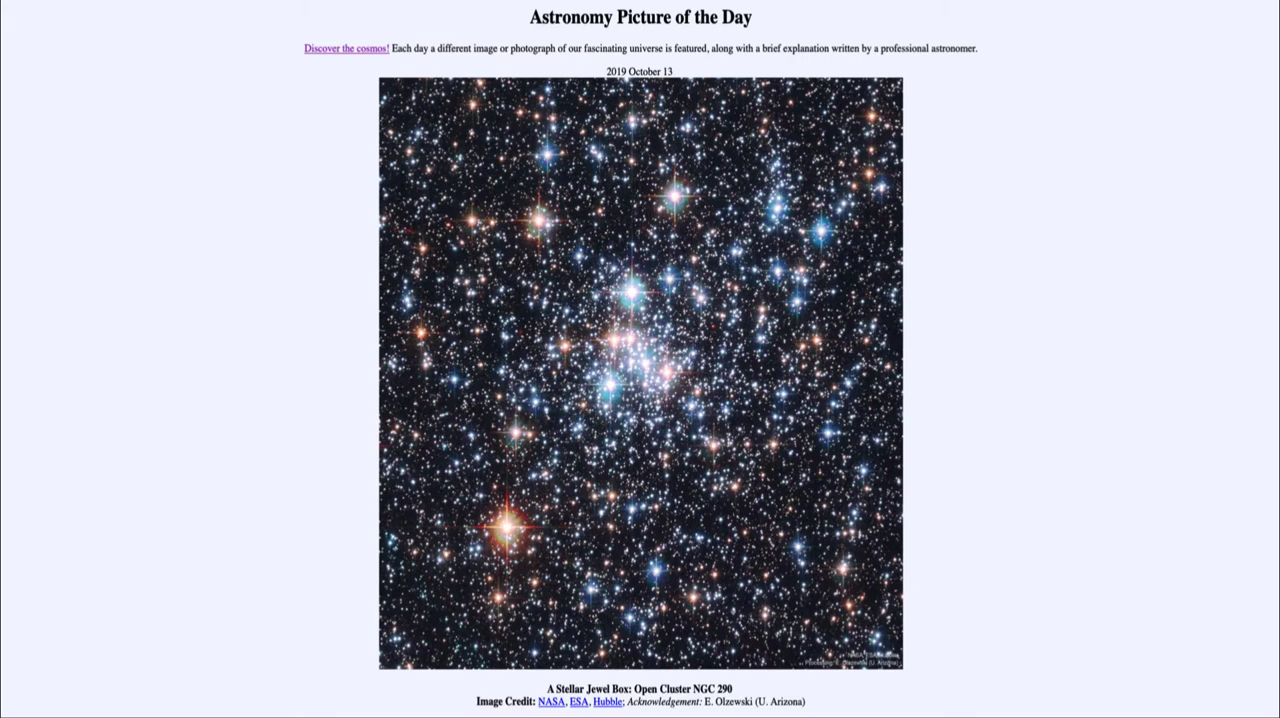 Astronomy Picture of the Day
Discover the cosmos! Each day a different image or photograph of our fascinating universe is featured, along with a brief explanation written by a professional astronomer.
2019 October 13
A Stellar Jewel Box: Open Cluster NGC 290
Image Credit: NASA, ESA, Hubble; Acknowledgement: E. Olzewski (U. Arizona)